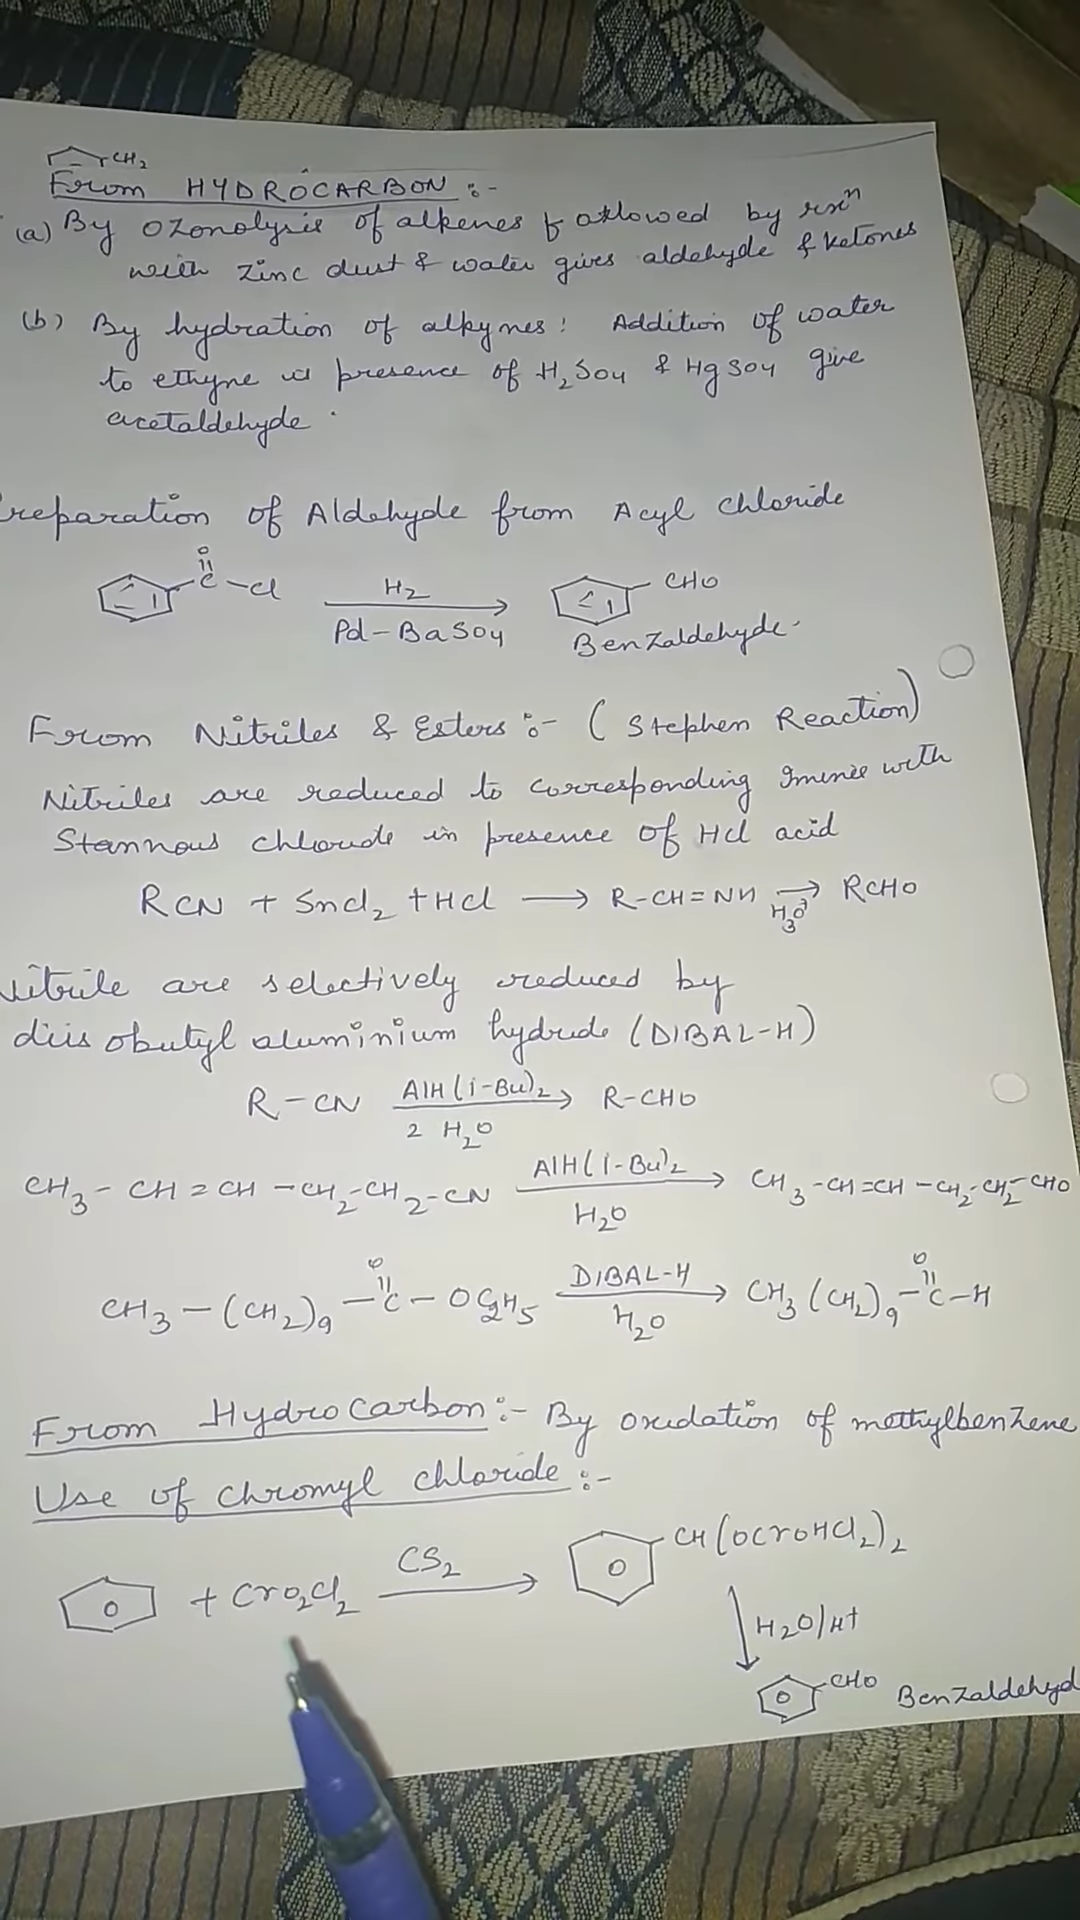 CH2
From HYDROCARBON :-
(a) By ozonolysis of alkenes followed by rxn
with zinc dust & water gives aldehyde & ketones
(b) By hydration of alkynes: Addition of water
to ethyne presence of H2SO4 & HgSO4 give
acetaldehyde.
reparation of Aldehyde from Acyl chloride
O
C-Cl H2 CHO
Pd-BaSO4 Benzaldehyde.
From Nitriles & Esters :- (Stephen Reaction)
Nitriles are reduced to corresponding Imine with
Stannous chloride in presence of Hcl acid
RCN + SnCl2 + HCl → R-CH=NH → RCHO
H3O+
Nitrile are selectively reduced by
diisobutyl aluminium hydride (DIBAL-H)
R-CN AlH(i-Bu)2 → R-CHO
2 H2O
CH3-CH=CH-CH2-CH2-CN AlH(i-Bu)2 → CH3-CH=CH-CH2-CH2-CHO
H2O
O O
CH3-(CH2)9-C-OC2H5 DIBAL-H → CH3(CH2)9-C-H
H2O
From Hydrocarbon :- By oxidation of methylbenzene
Use of chromyl chloride :-
CH(OCrOHCl2)2
+ CrO2Cl2 CS2 →
H2O/H+
CHO Benzaldehyd